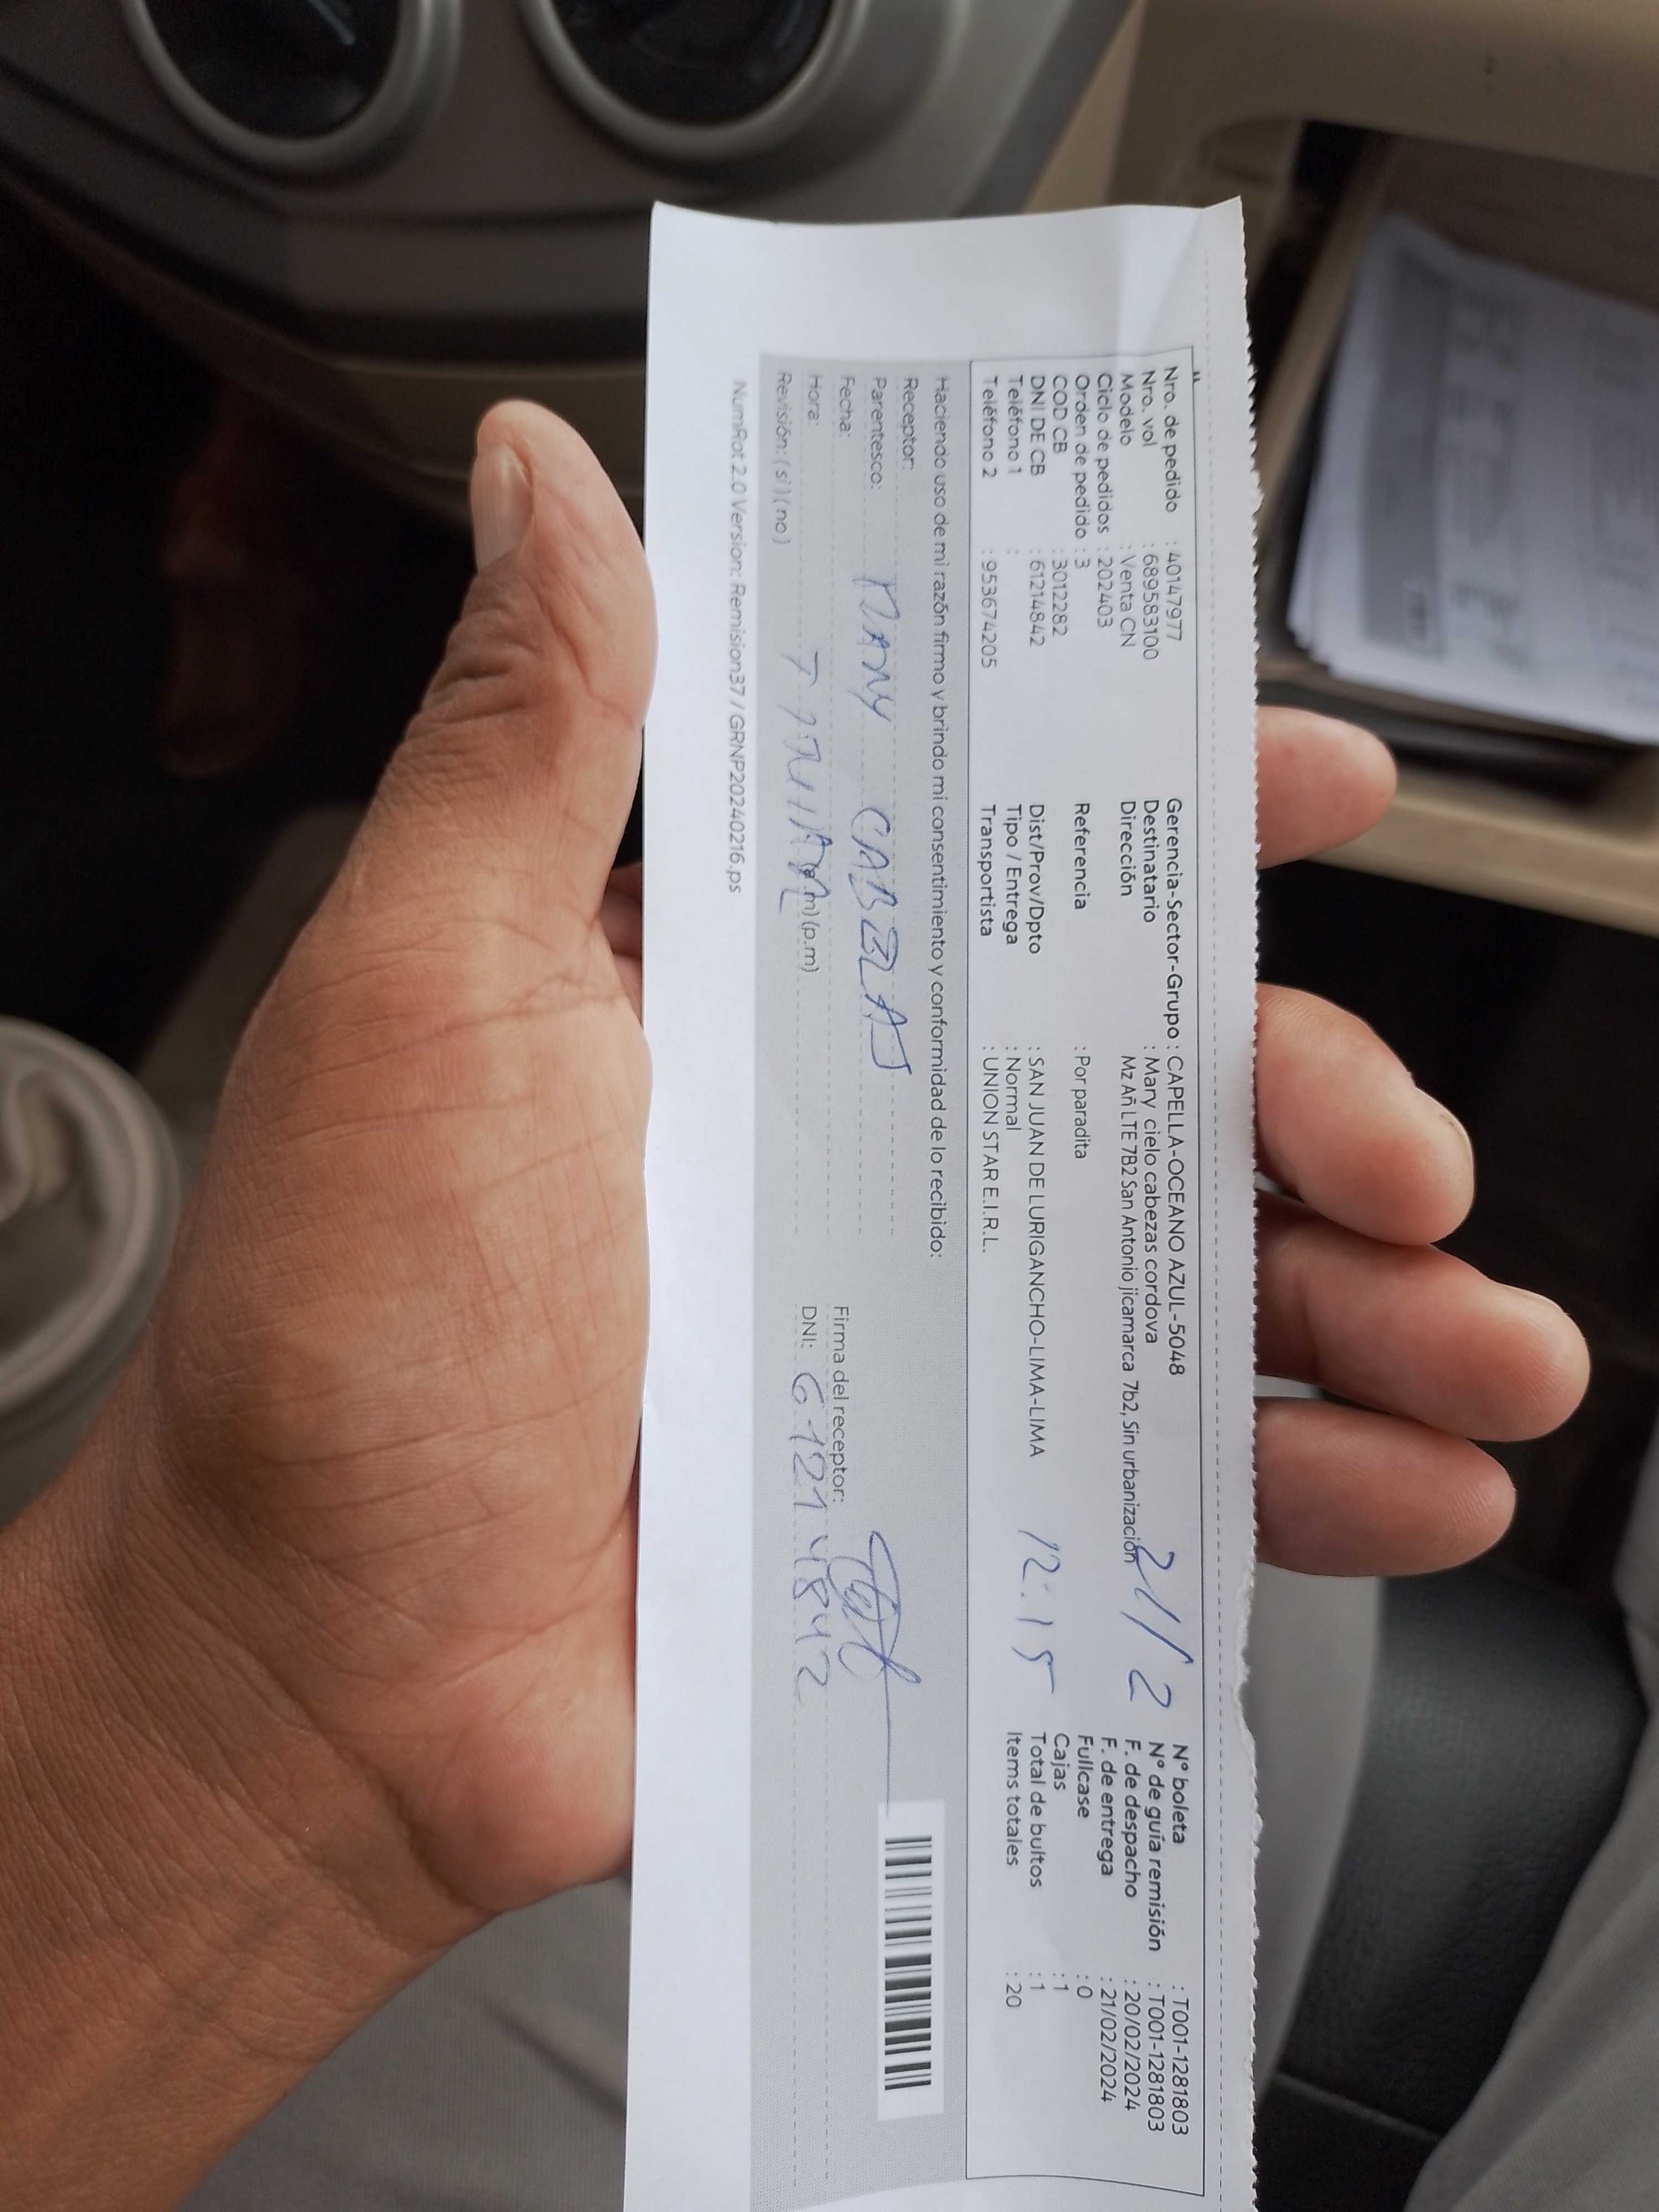 Nro. de pedido : 40147977
Nro. vol : 689583100
Modelo : Venta CN
Ciclo de pedidos : 202403
Orden de pedido : 3
COD CB : 3012282
DNI DE CB : 61214842
Teléfono 1 :
Teléfono 2 : 953674205
Gerencia-Sector-Grupo : CAPELLA-OCEANO AZUL-5048
Destinatario : Mary cielo cabezas cordova
Dirección Mz Añ LTE 7B2 San Antonio jicamarca 7b2, Sin urbanización
Referencia : Por paradita
Dist/Prov/Dpto : SAN JUAN DE LURIGANCHO-LIMA-LIMA
Tipo / Entrega : Normal
Transportista : UNION STAR E.I.R.L.
21/2
12:15
N° boleta : T001-1281803
N° de guía remisión : T001-1281803
F. de despacho : 20/02/2024
F. de entrega : 21/02/2024
Fullcase : 0
Cajas : 1
Total de bultos : 1
Items totales : 20
Haciendo uso de mi razón firmo y brindo mi consentimiento y conformidad de lo recibido:
Receptor:
Parentesco: MARY
Fecha:
Hora: m) (p.m)
Revisión: ( si ) ( no )
Firma del receptor:
DNI: 61214842
NumRot 2.0 Version: Remision37 / GRNP20240216.ps